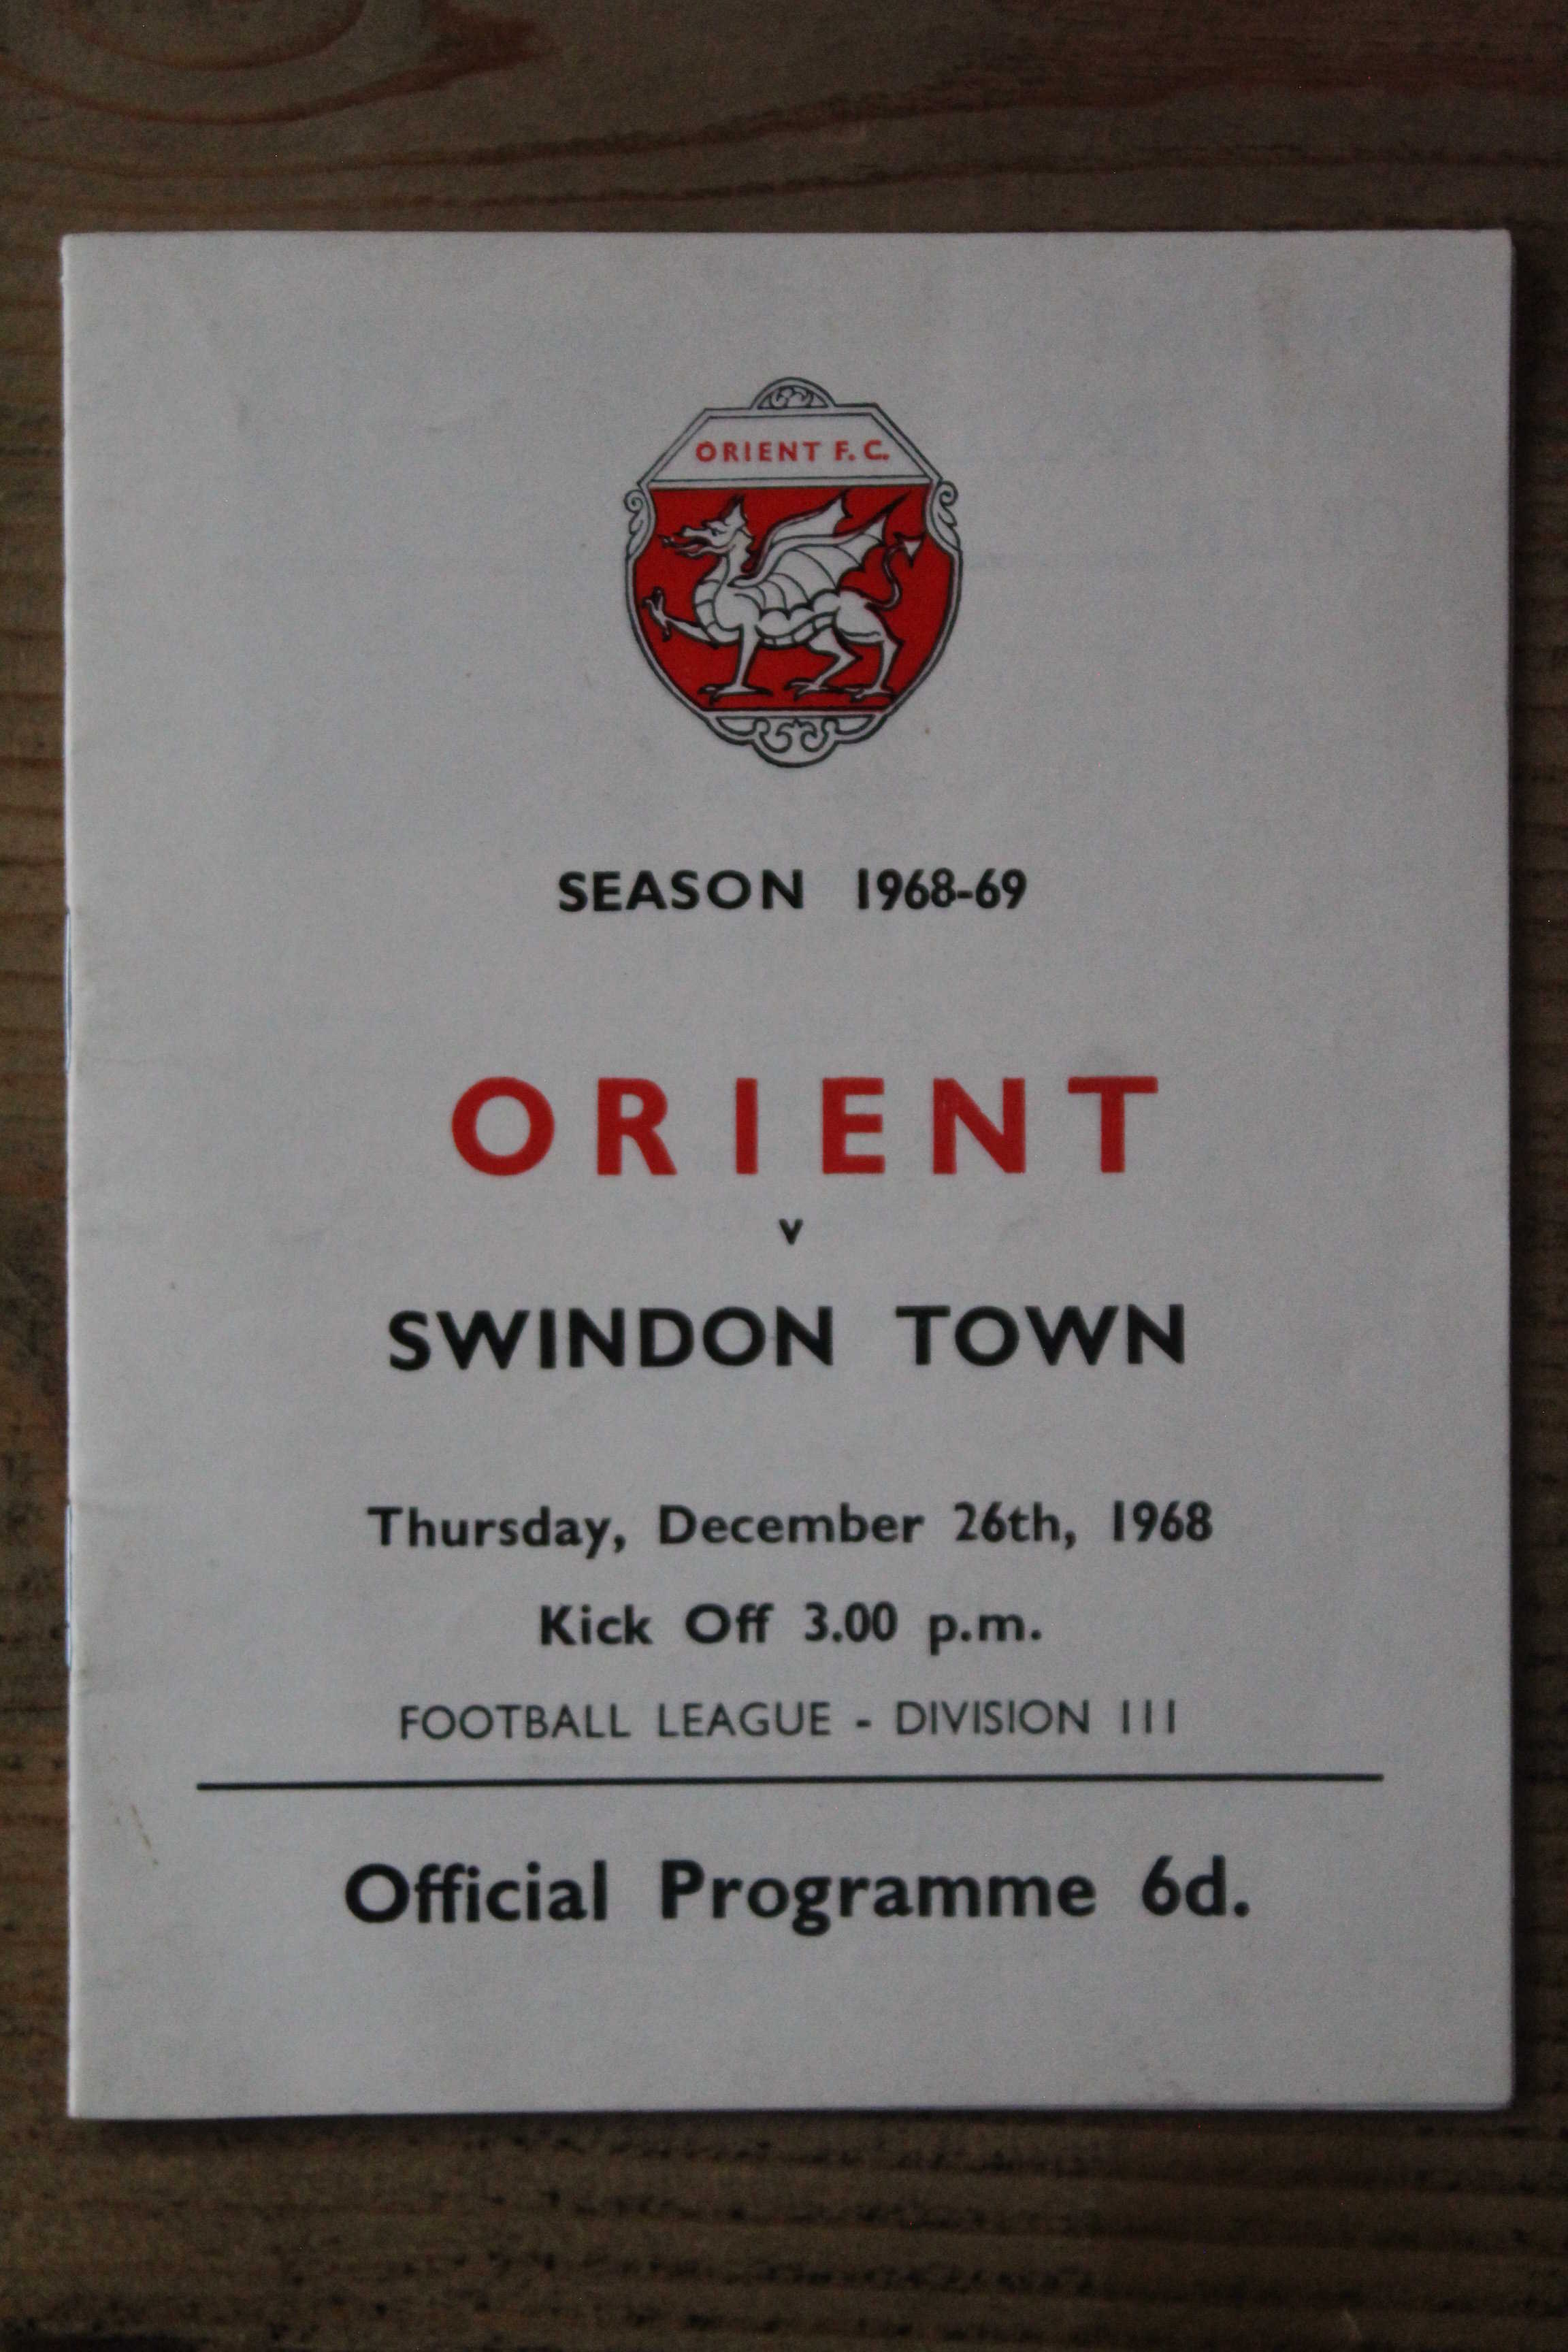 ORIENT F.C.
SEASON 1968-69
ORIENT
v
SWINDON TOWN
Thursday, December 26th, 1968
Kick Off 3.00 p.m.
FOOTBALL LEAGUE - DIVISION III
Official Programme 6d.